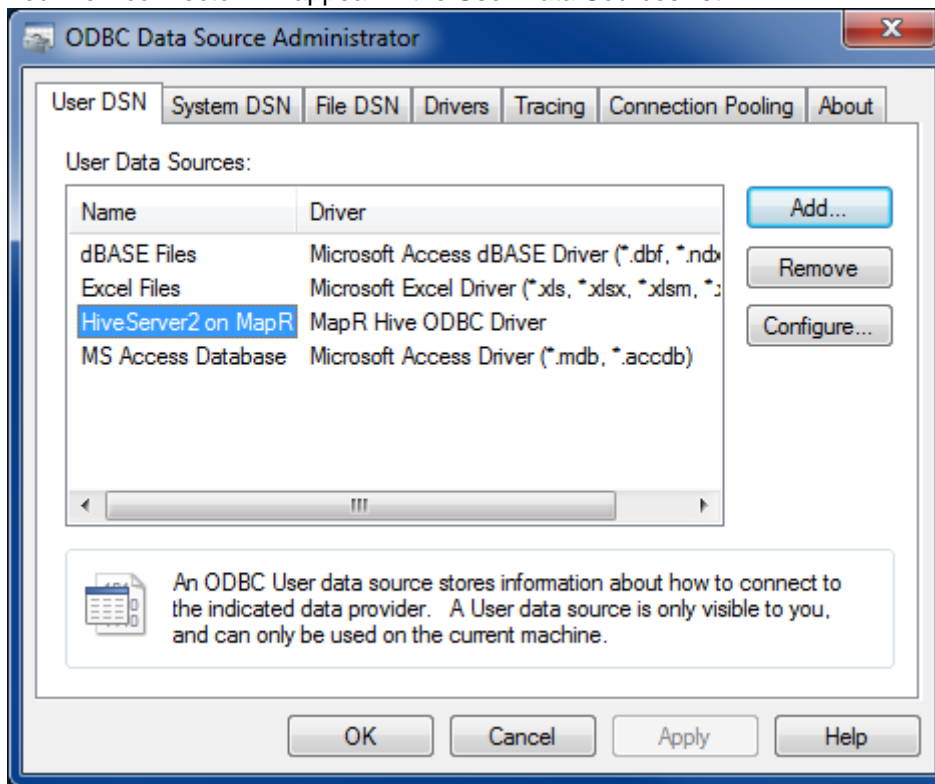 ODBC Data Source Administrator
User DSN System DSN File DSN Drivers Tracing Connection Pooling About
User Data Sources:
Name Driver
dBASE Files Microsoft Access dBASE Driver (*.dbf, *.ndx
Excel Files Microsoft Excel Driver (*.xls, *.xlsx, *.xlsm, *.
HiveServer2 on MapR MapR Hive ODBC Driver
MS Access Database Microsoft Access Driver (*.mdb, *.accdb)
Add...
Remove
Configure...
An ODBC User data source stores information about how to connect to
the indicated data provider. A User data source is only visible to you,
and can only be used on the current machine.
OK Cancel Apply Help